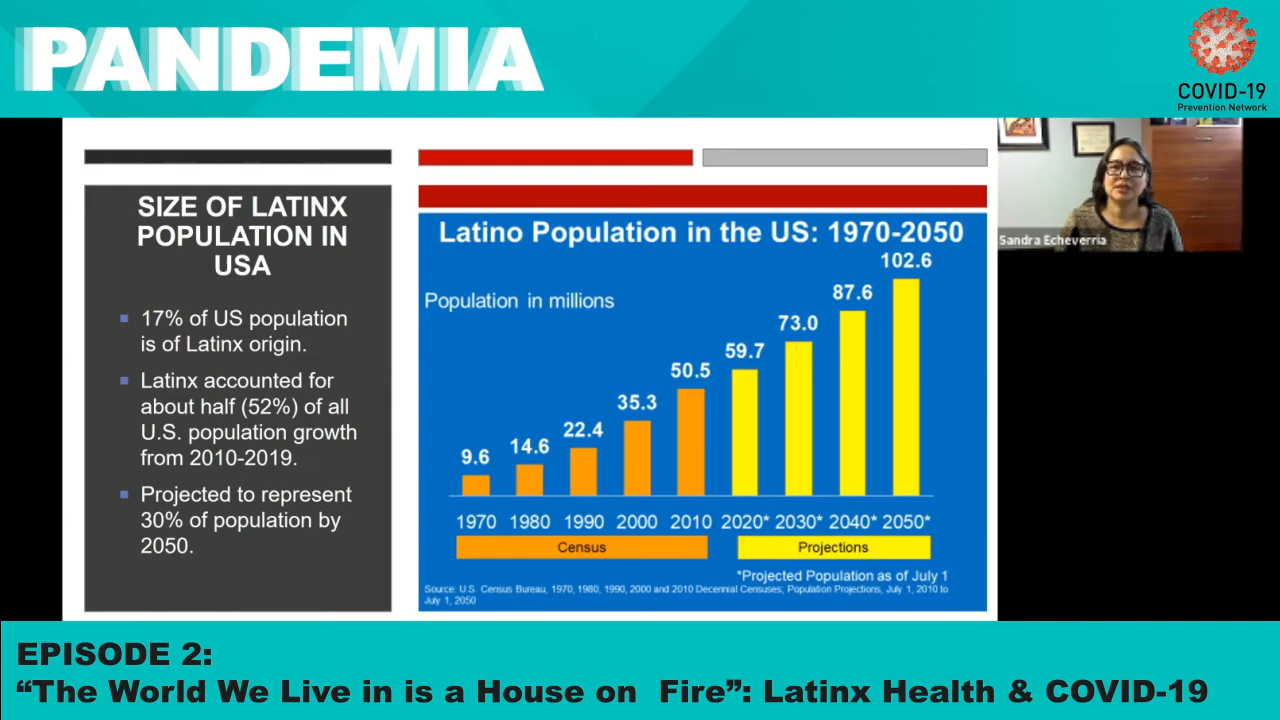 PANDEMIA
COVID-19
Prevention Network
SIZE OF LATINX
POPULATION IN
USA
17% of US population
is of Latinx origin.
Latinx accounted for
about half (52%) of all
U.S. population growth
from 2010-2019.
Projected to represent
30% of population by
2050.
Latino Population in the US: 1970-2050
Population in millions
9.6
14.6
22.4
35.3
50.5
59.7
73.0
87.6
102.6
1970 1980 1990 2000 2010 2020* 2030* 2040* 2050*
Census
Projections
*Projected Population as of July 1
Source: U.S. Census Bureau, 1970, 1980, 1990, 2000 and 2010 Decennial Censuses; Population Projections, July 1, 2010 to
July 1, 2050
Sandra Echeverria
EPISODE 2:
“The World We Live in is a House on Fire”: Latinx Health & COVID-19